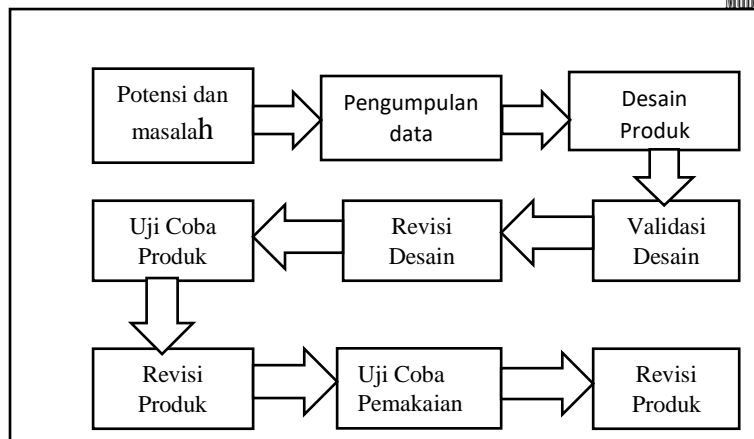 Potensi dan
masalah
Pengumpulan
data
Desain
Produk
Uji Coba
Produk
Revisi
Desain
Validasi
Desain
Revisi
Produk
Uji Coba
Pemakaian
Revisi
Produk